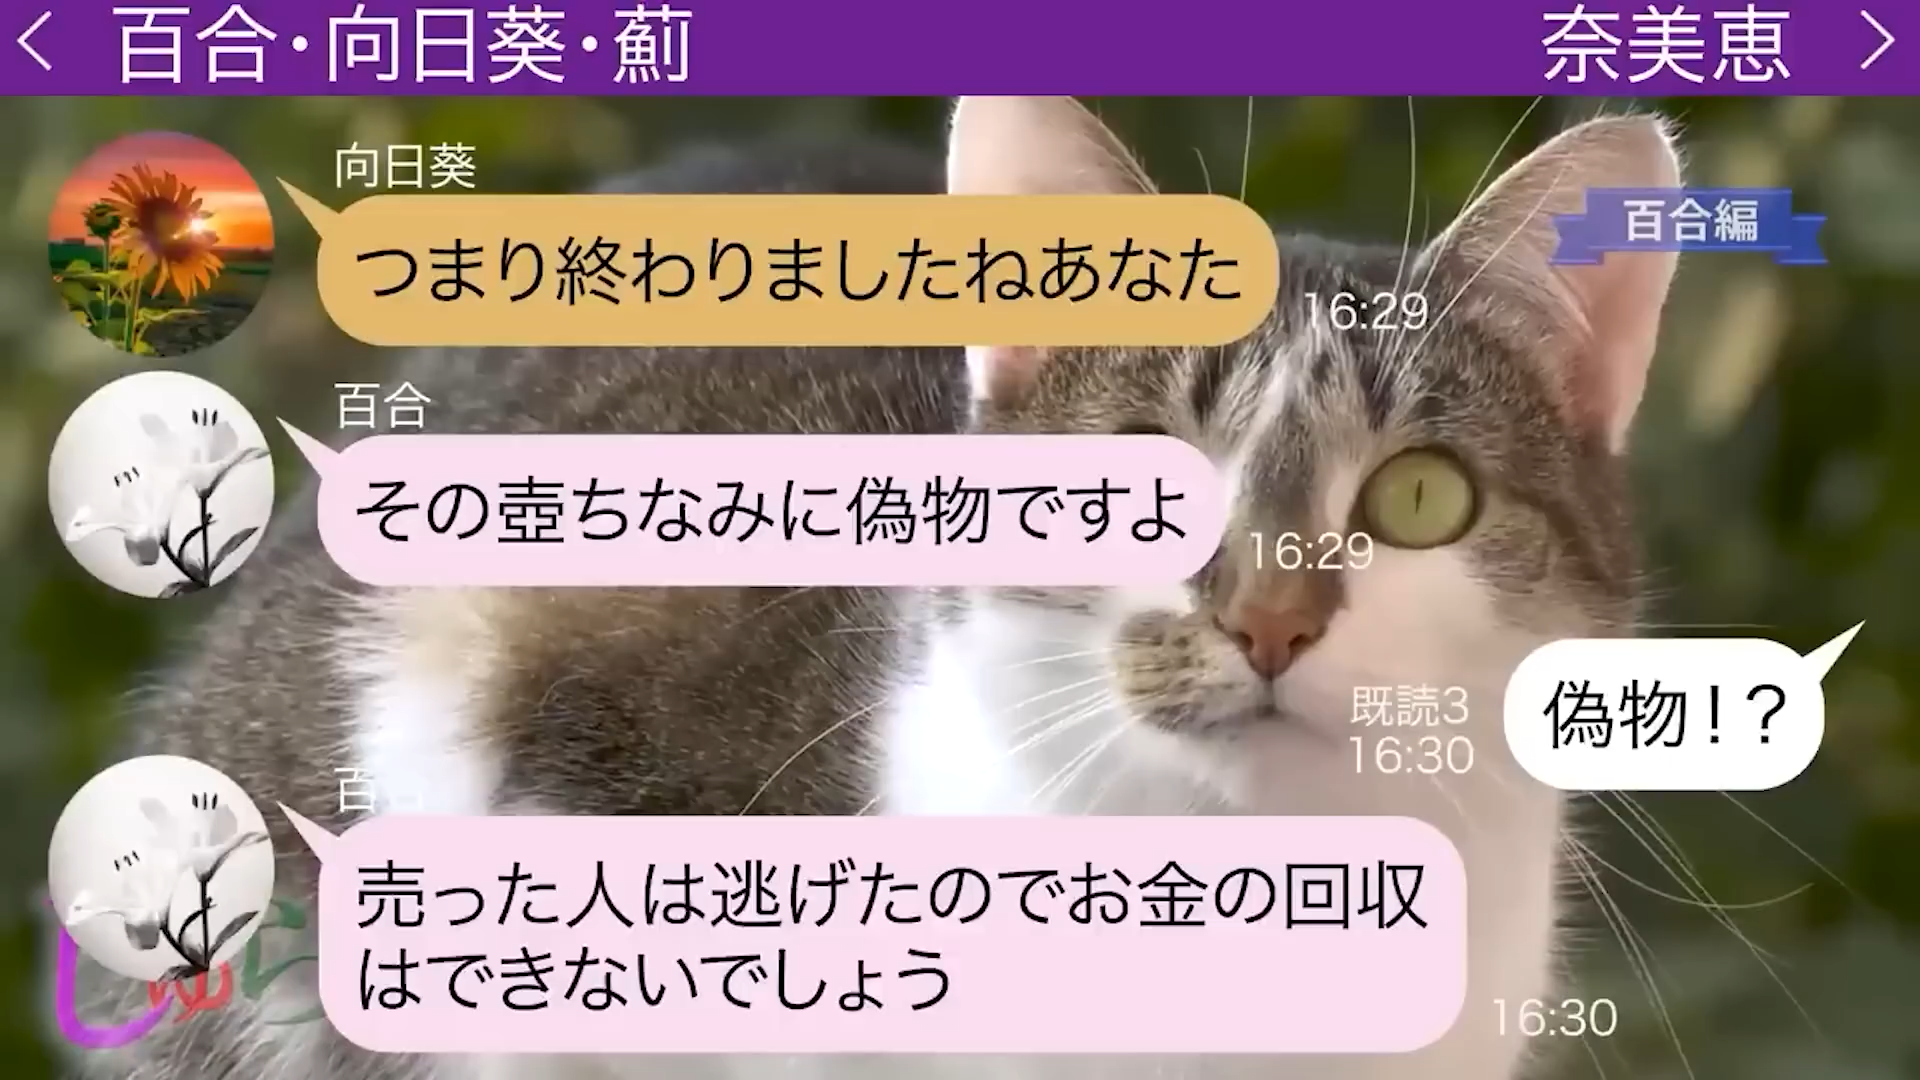 百合・向日葵・薊
奈美恵
向日葵
百合編
つまり終わりましたねあなた
16:29
百合
その壺ちなみに偽物ですよ
16:29
偽物！？
既読3
16:30
百合
売った人は逃げたのでお金の回収
はできないでしょう
16:30